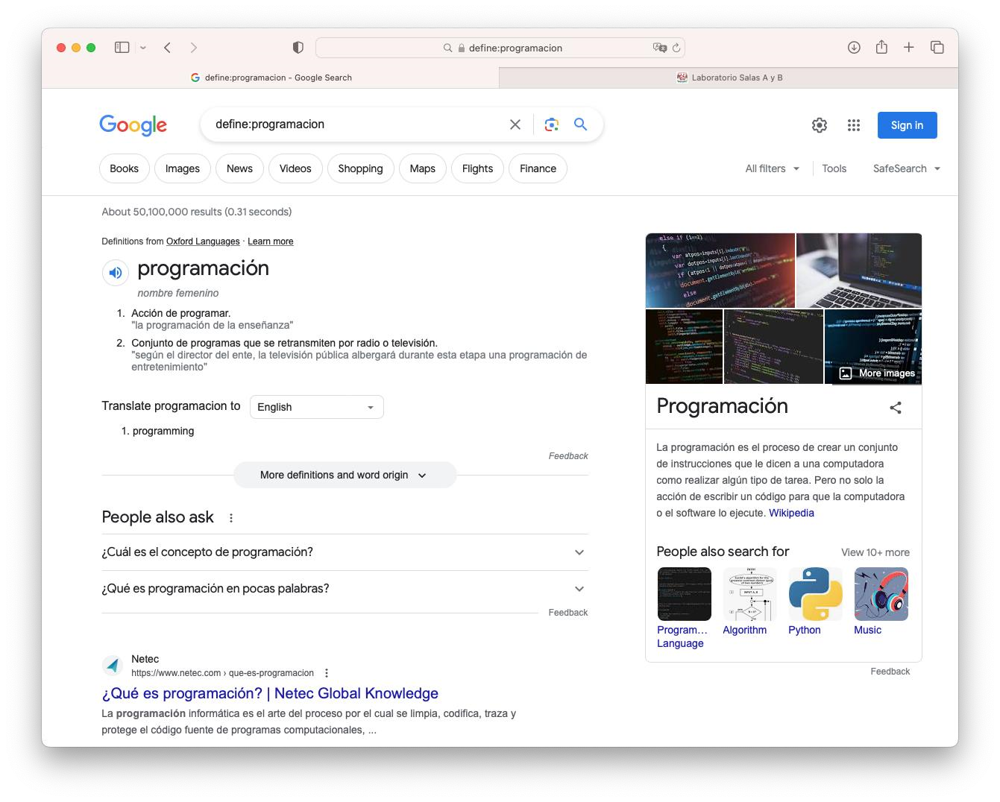 define:programacion
define:programacion - Google Search
Laboratorio Salas A y B
Google
define:programacion
Sign in
Books
Images
News
Videos
Shopping
Maps
Flights
Finance
All filters
Tools
SafeSearch
About 50,100,000 results (0.31 seconds)
Definitions from Oxford Languages · Learn more
programación
nombre femenino
1. Acción de programar.
"la programación de la enseñanza"
2. Conjunto de programas que se retransmiten por radio o televisión.
"según el director del ente, la televisión pública albergará durante esta etapa una programación de
entretenimiento"
Translate programacion to
English
1. programming
Feedback
More definitions and word origin
People also ask
¿Cuál es el concepto de programación?
¿Qué es programación en pocas palabras?
Feedback
Netec
https://www.netec.com › que-es-programacion
¿Qué es programación? | Netec Global Knowledge
La programación informática es el arte del proceso por el cual se limpia, codifica, traza y
protege el código fuente de programas computacionales, ...
else if (i==2)
{
More images
Programación
La programación es el proceso de crear un conjunto
de instrucciones que le dicen a una computadora
como realizar algún tipo de tarea. Pero no solo la
acción de escribir un código para que la computadora
o el software lo ejecute. Wikipedia
People also search for
View 10+ more
ENTRY
INPUT A, B
Program...
Language
Algorithm
Python
Music
Feedback